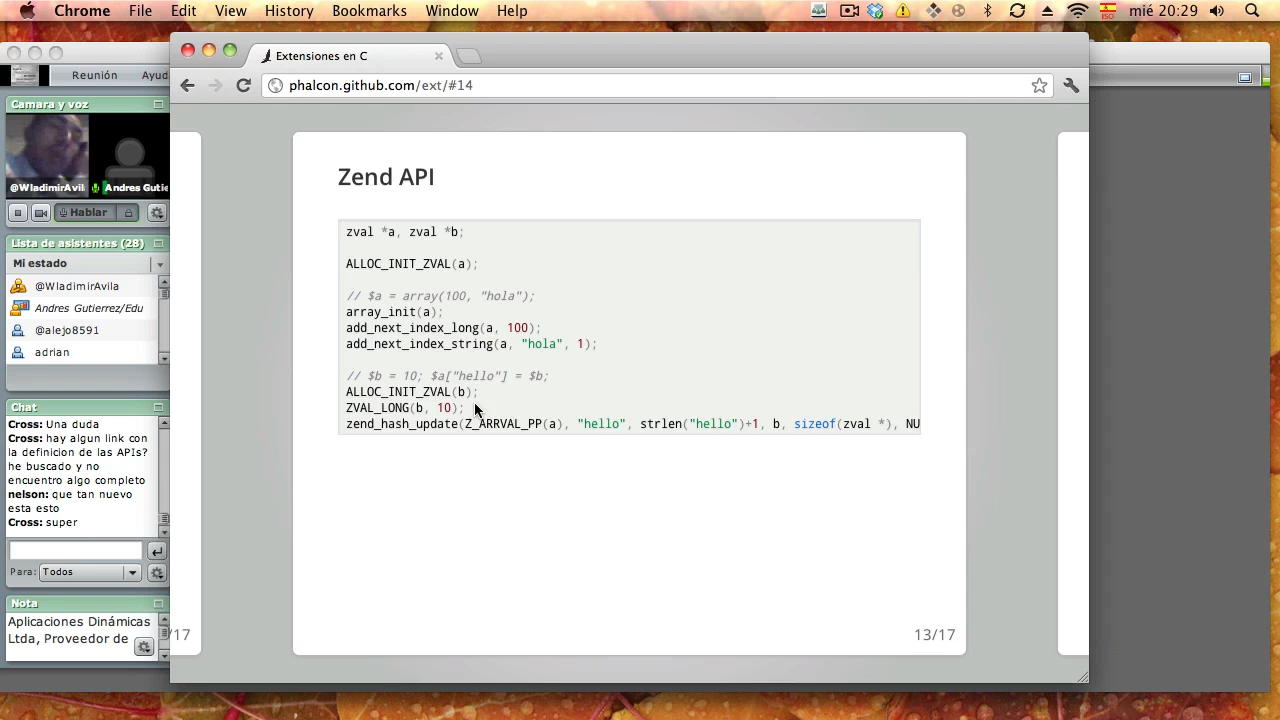 Chrome File Edit View History Bookmarks Window Help mié 20:29
ISO
Extensiones en C
phalcon.github.com/ext/#14
Reunión Ayud
Camara y voz
@WladimirAvil Andres Gutie
Hablar
Lista de asistentes (28)
Mi estado
@WladimirAvila
Andres Gutierrez/Edu
@alejo8591
adrian
Chat
Cross: Una duda
Cross: hay algun link con
la definicion de las APIs?
he buscado y no
encuentro algo completo
nelson: que tan nuevo
esta esto
Cross: super
Para: Todos
Nota
Aplicaciones Dinámicas
Ltda, Proveedor de
/17
Zend API
zval *a, zval *b;
ALLOC_INIT_ZVAL(a);
// $a = array(100, "hola");
array_init(a);
add_next_index_long(a, 100);
add_next_index_string(a, "hola", 1);
// $b = 10; $a["hello"] = $b;
ALLOC_INIT_ZVAL(b);
ZVAL_LONG(b, 10);
zend_hash_update(Z_ARRVAL_PP(a), "hello", strlen("hello")+1, b, sizeof(zval *), NU
13/17